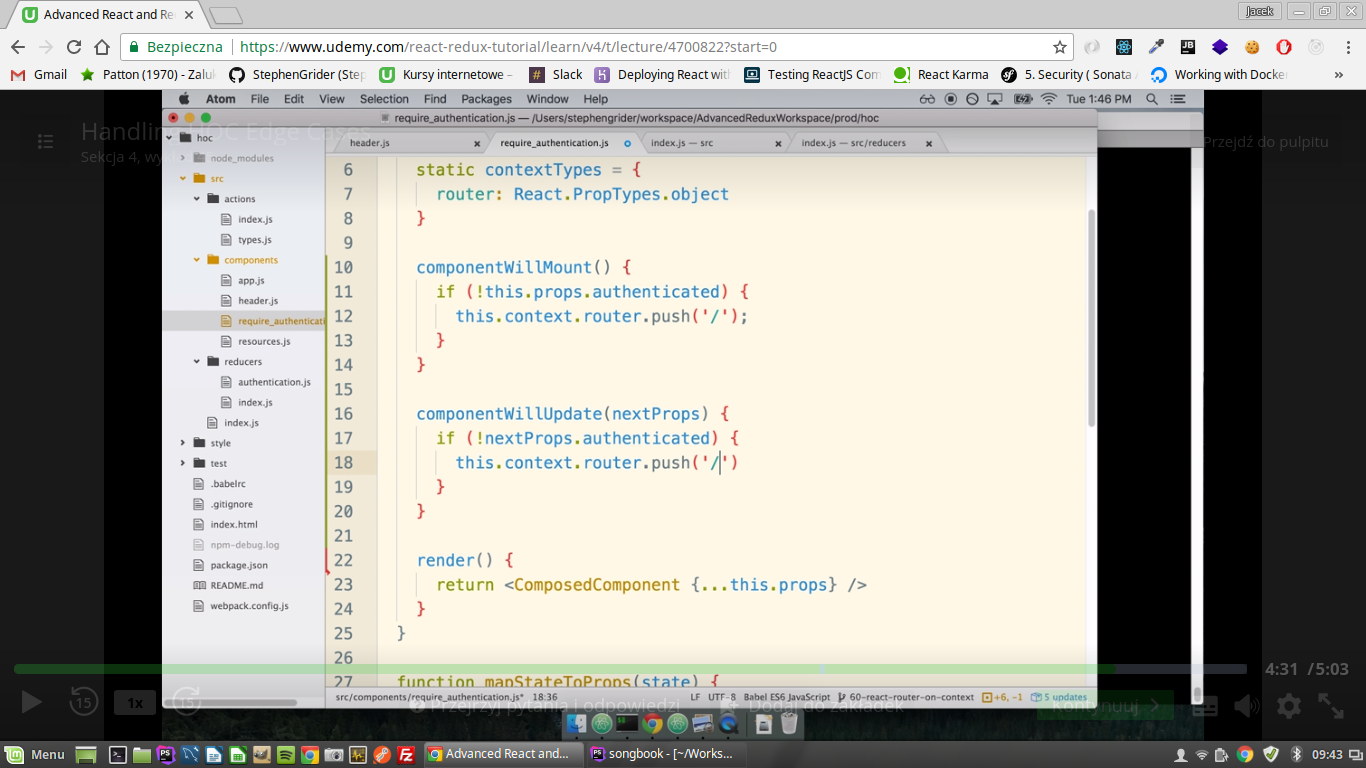 Advanced React and Re
Jacek
Bezpieczna
https://www.udemy.com/react-redux-tutorial/learn/v4/t/lecture/4700822?start=0
Gmail
Patton (1970) - Zaluk
StephenGrider (Step
Kursy internetowe –
Slack
Deploying React with
Testing ReactJS Com
React Karma
5. Security ( Sonata
Working with Docker
»
Atom File Edit View Selection Find Packages Window Help
Tue 1:46 PM
require_authentication.js — /Users/stephengrider/workspace/AdvancedReduxWorkspace/prod/hoc
Handling HOC Edge Cases
Sekcja 4, wy
Przejdź do pulpitu
hoc
node_modules
src
actions
index.js
types.js
components
app.js
header.js
require_authenticati
resources.js
reducers
authentication.js
index.js
index.js
style
test
.babelrc
.gitignore
index.html
npm-debug.log
package.json
README.md
webpack.config.js
header.js
require_authentication.js
index.js — src
index.js — src/reducers
6 static contextTypes = {
7 router: React.PropTypes.object
8 }
9
10 componentWillMount() {
11 if (!this.props.authenticated) {
12 this.context.router.push('/');
13 }
14 }
15
16 componentWillUpdate(nextProps) {
17 if (!nextProps.authenticated) {
18 this.context.router.push('/')
19 }
20 }
21
22 render() {
23 return <ComposedComponent {...this.props} />
24 }
25 }
26
27 function mapStateToProps(state) {
4:31 / 5:03
src/components/require_authentication.js* 18:36
LF UTF-8 Babel ES6 JavaScript 60-react-router-on-context +6, -1 5 updates
15
1x
15
Przejrzyj pytania i odpowiedzi
Dodaj do zakładek
Kontynuuj
Menu
Advanced React and...
songbook - [~/Works...
09:43